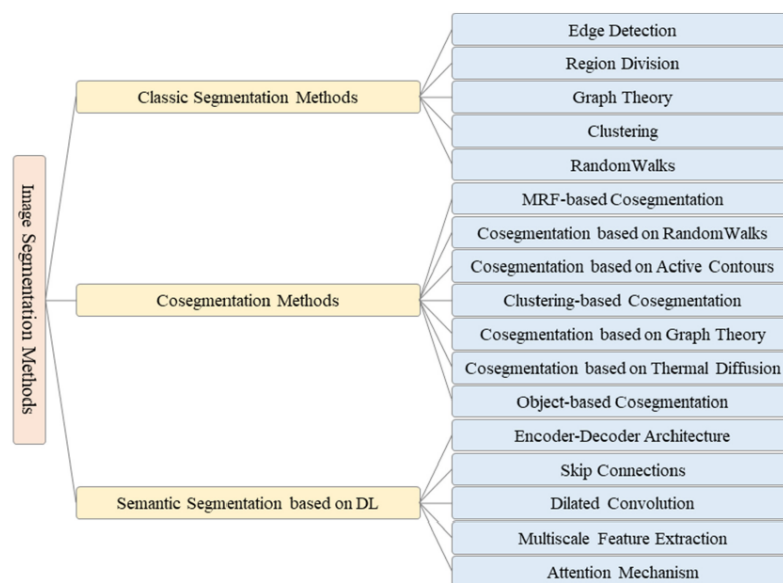 Image Segmentation Methods
Classic Segmentation Methods
Edge Detection
Region Division
Graph Theory
Clustering
RandomWalks
Cosegmentation Methods
MRF-based Cosegmentation
Cosegmentation based on RandomWalks
Cosegmentation based on Active Contours
Clustering-based Cosegmentation
Cosegmentation based on Graph Theory
Cosegmentation based on Thermal Diffusion
Object-based Cosegmentation
Semantic Segmentation based on DL
Encoder-Decoder Architecture
Skip Connections
Dilated Convolution
Multiscale Feature Extraction
Attention Mechanism